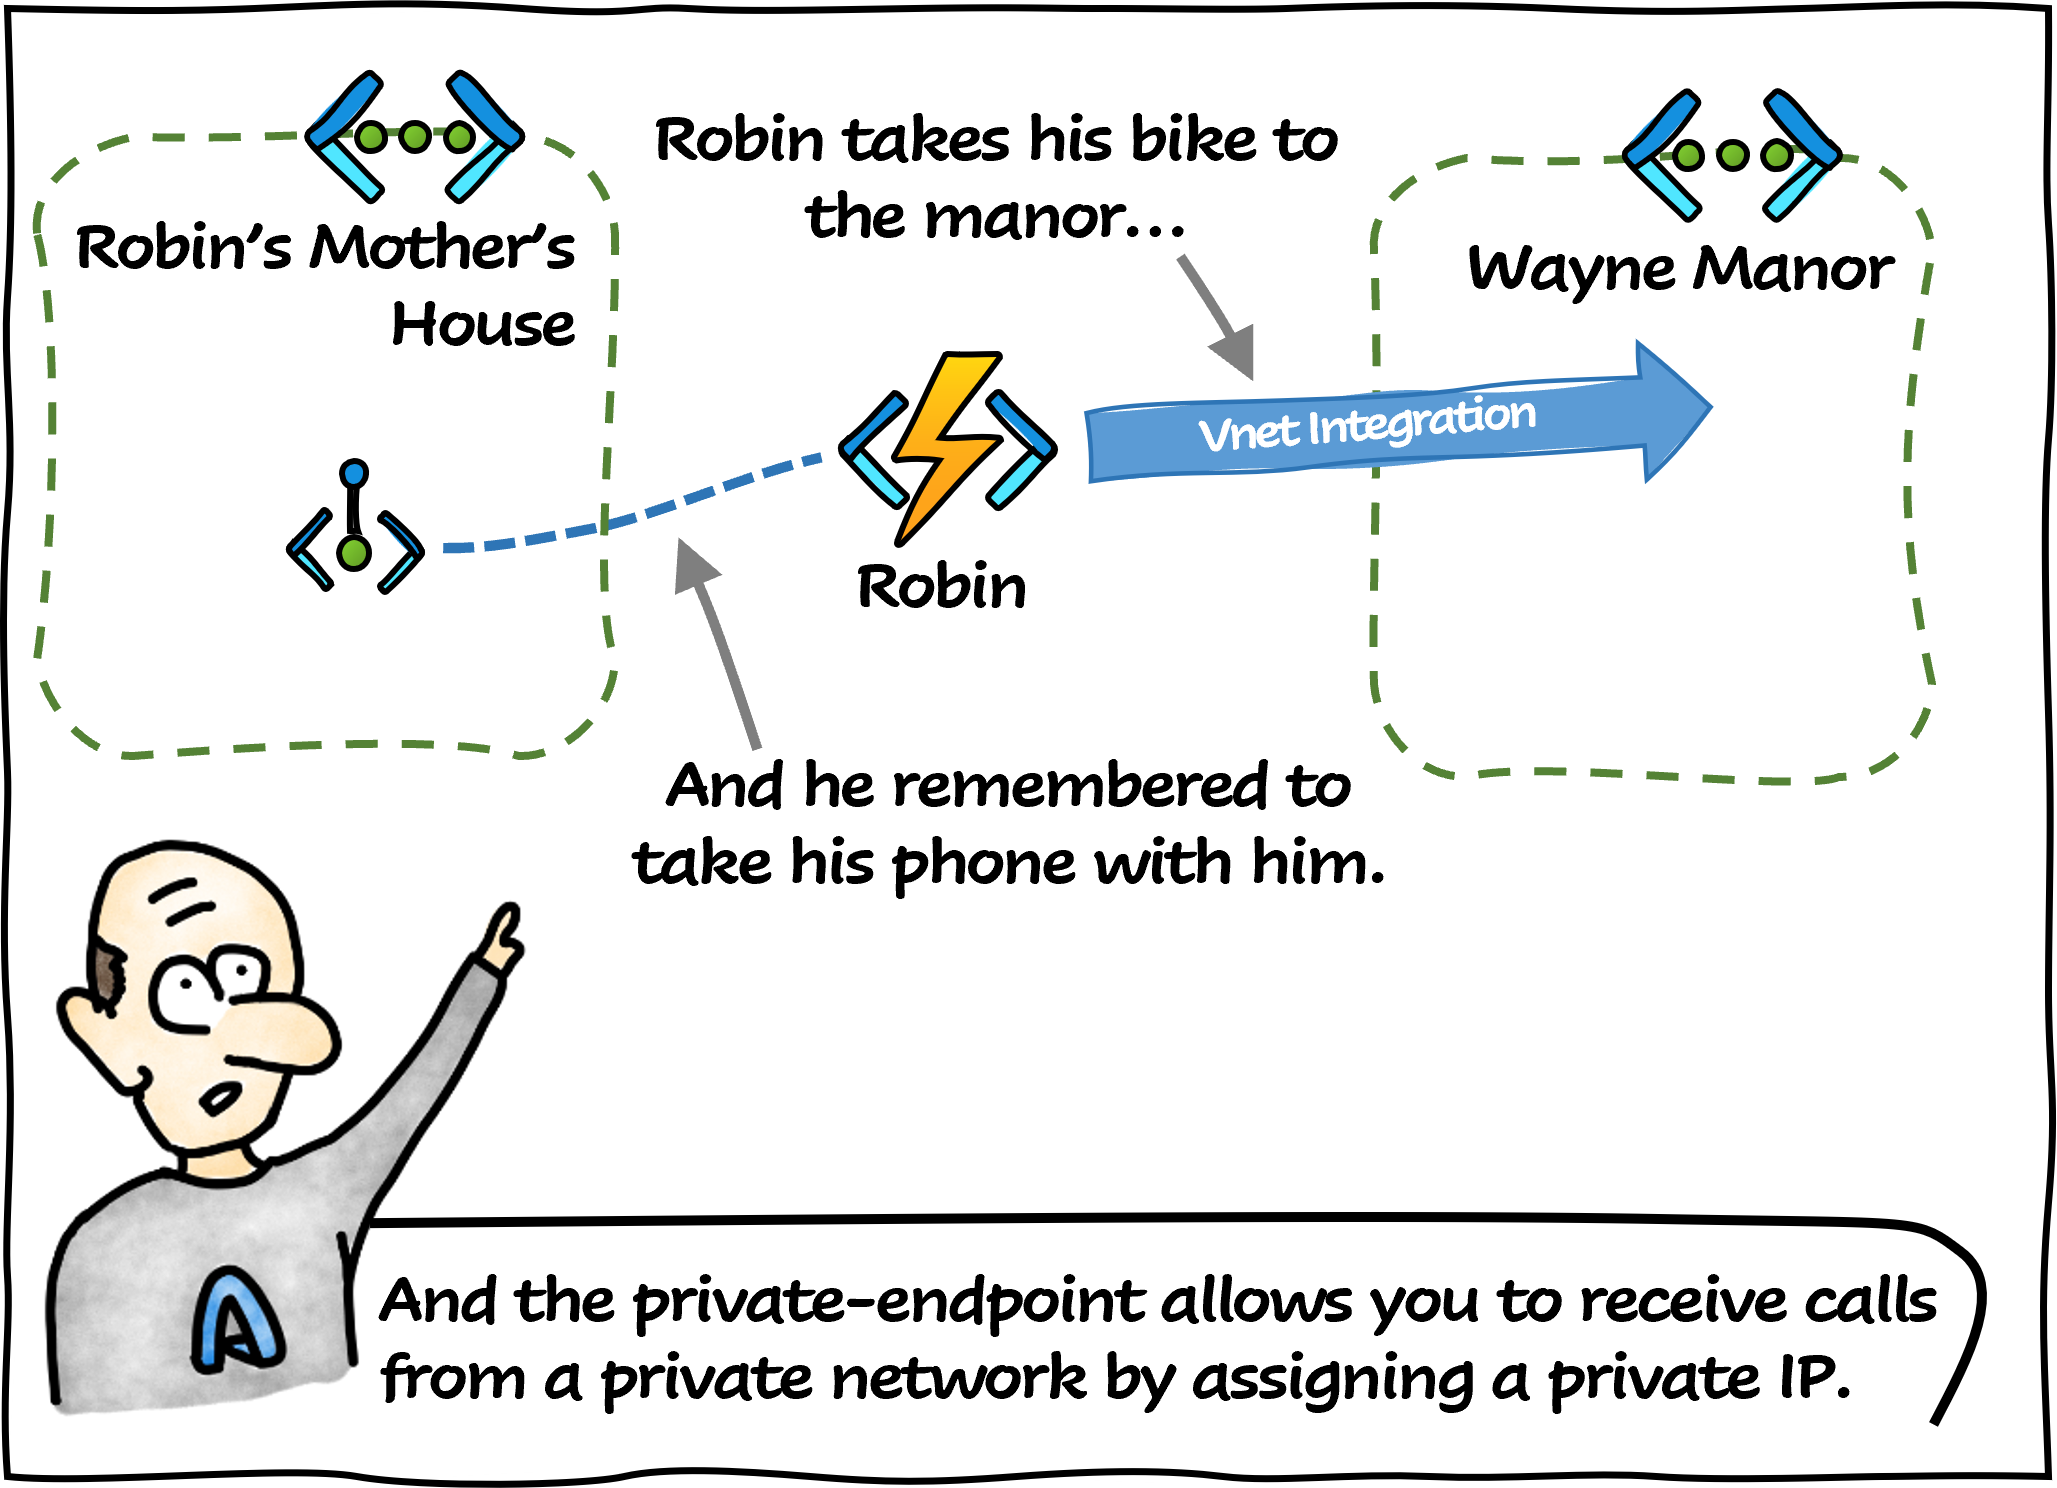 Robin takes his bike to
the manor...
Robin's Mother's
House
Wayne Manor
Vnet Integration
Robin
And he remembered to
take his phone with him.
A
And the private-endpoint allows you to receive calls
from a private network by assigning a private IP.